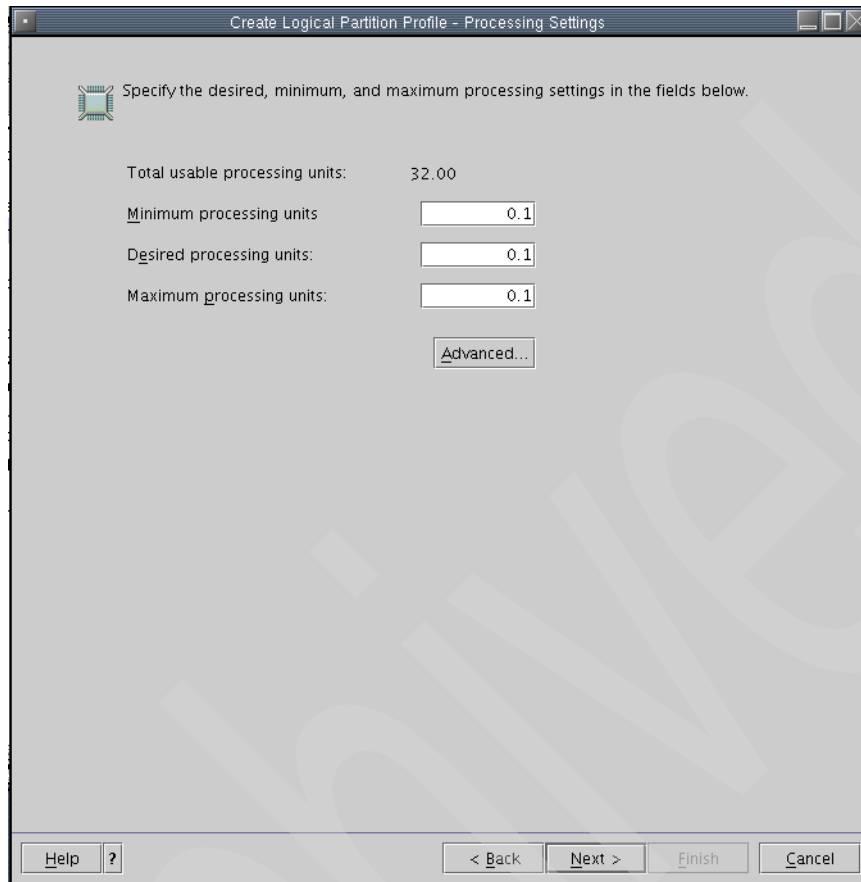 Create Logical Partition Profile - Processing Settings
Specify the desired, minimum, and maximum processing settings in the fields below.
Total usable processing units: 32.00
Minimum processing units 0.1
Desired processing units: 0.1
Maximum processing units: 0.1
Advanced...
Help ? < Back Next > Finish Cancel